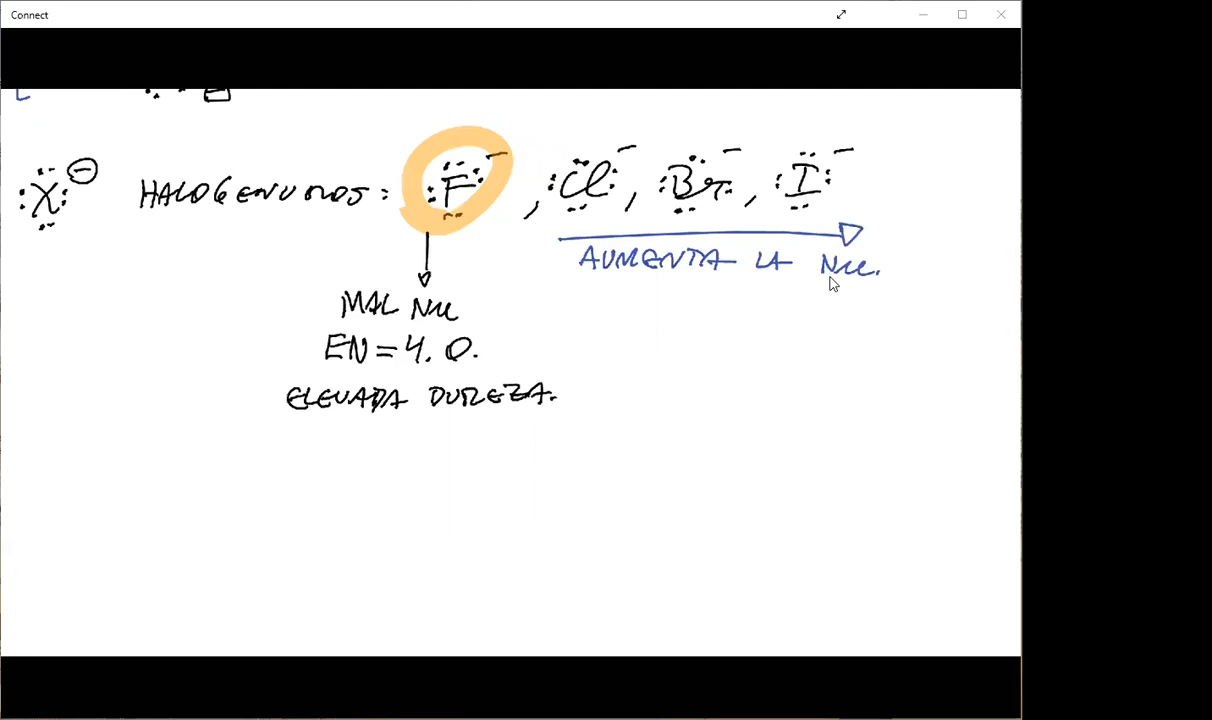 Connect
X⊖ HALOGENUROS: F⁻, Cl⁻, Br⁻, I⁻
AUMENTA LA Nu.
MAL Nu
EN = 4.0.
ELEVADA DUREZA.